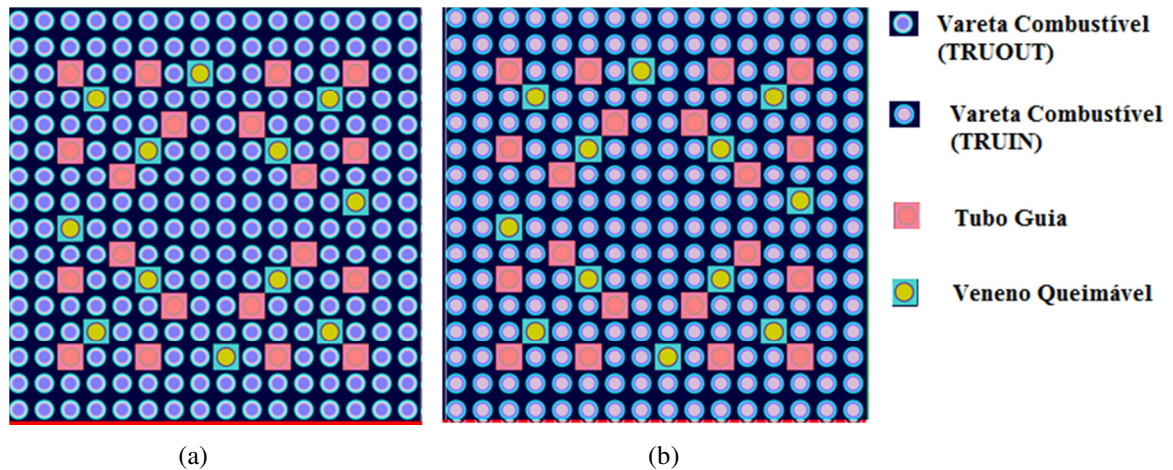 Vareta Combustível
(TRUOUT)
Vareta Combustível
(TRUIN)
Tubo Guia
Veneno Queimável
(a)
(b)